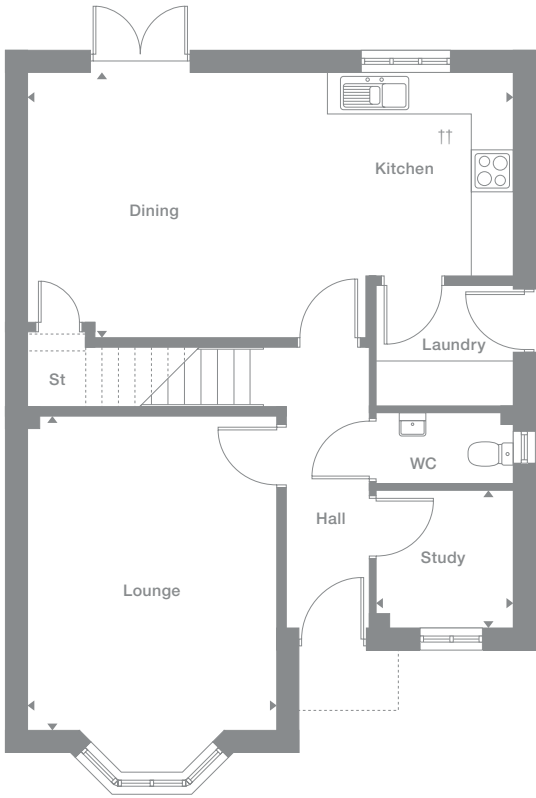 ††
Kitchen
Dining
Laundry
St
WC
Hall
Study
Lounge